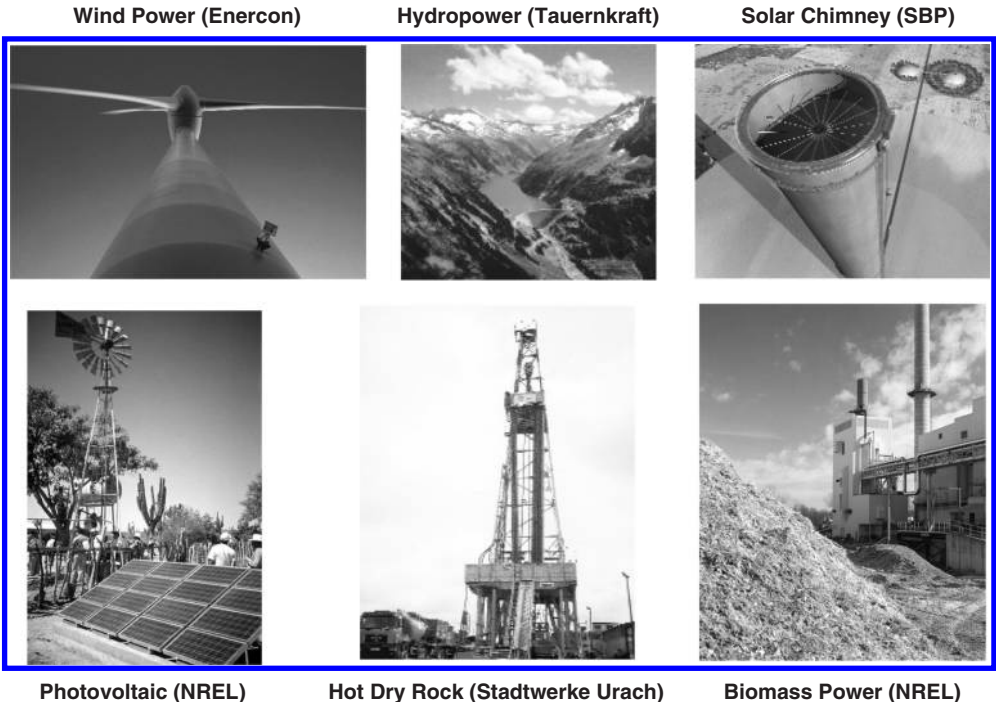 Wind Power (Enercon)
Hydropower (Tauernkraft)
Solar Chimney (SBP)
Photovoltaic (NREL)
Hot Dry Rock (Stadtwerke Urach)
Biomass Power (NREL)